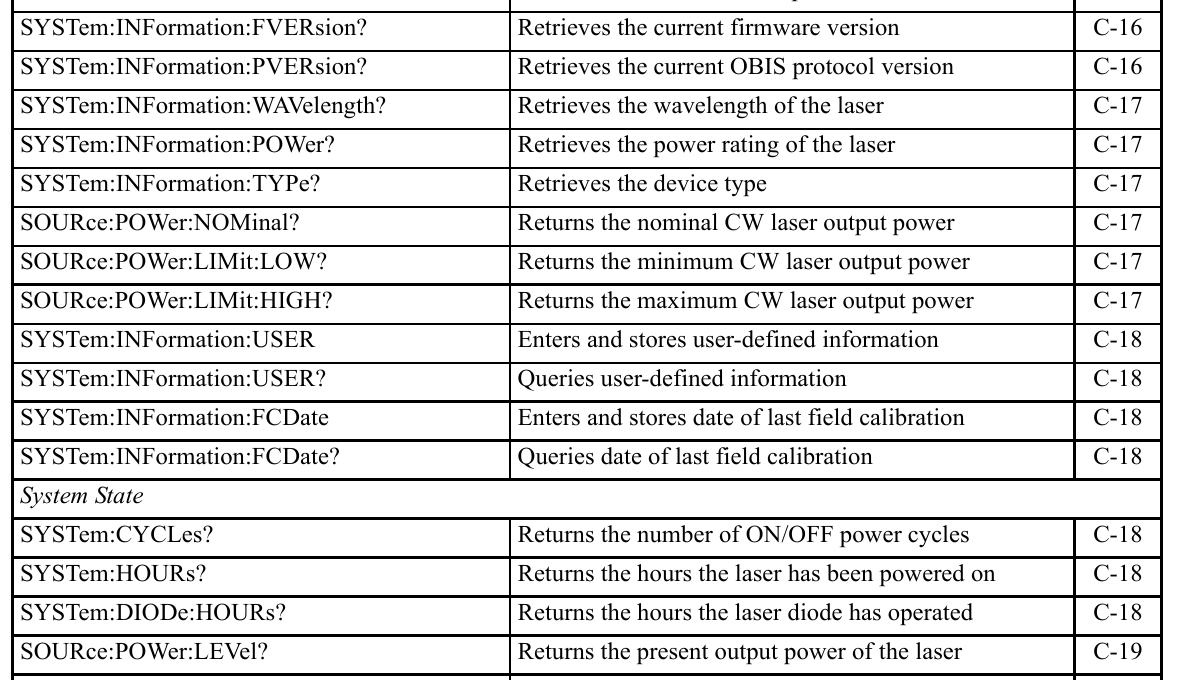 SYSTem:INFormation:FVERsion? Retrieves the current firmware version C-16
SYSTem:INFormation:PVERsion? Retrieves the current OBIS protocol version C-16
SYSTem:INFormation:WAVelength? Retrieves the wavelength of the laser C-17
SYSTem:INFormation:POWer? Retrieves the power rating of the laser C-17
SYSTem:INFormation:TYPe? Retrieves the device type C-17
SOURce:POWer:NOMinal? Returns the nominal CW laser output power C-17
SOURce:POWer:LIMit:LOW? Returns the minimum CW laser output power C-17
SOURce:POWer:LIMit:HIGH? Returns the maximum CW laser output power C-17
SYSTem:INFormation:USER Enters and stores user-defined information C-18
SYSTem:INFormation:USER? Queries user-defined information C-18
SYSTem:INFormation:FCDate Enters and stores date of last field calibration C-18
SYSTem:INFormation:FCDate? Queries date of last field calibration C-18
System State
SYSTem:CYCLes? Returns the number of ON/OFF power cycles C-18
SYSTem:HOURs? Returns the hours the laser has been powered on C-18
SYSTem:DIODe:HOURs? Returns the hours the laser diode has operated C-18
SOURce:POWer:LEVel? Returns the present output power of the laser C-19